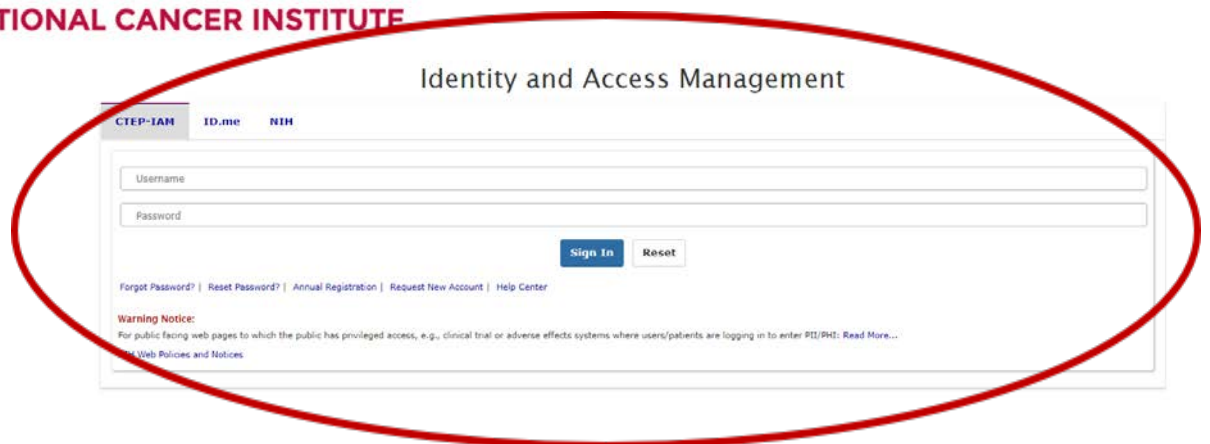 TIONAL CANCER INSTITUTE
Identity and Access Management
CTEP-IAM ID.me NIH
Username
Password
Sign In Reset
Forgot Password? | Reset Password? | Annual Registration | Request New Account | Help Center
Warning Notice:
For public facing web pages to which the public has privileged access, e.g., clinical trial or adverse effects systems where users/patients are logging in to enter PII/PHI: Read More...
Web Policies and Notices